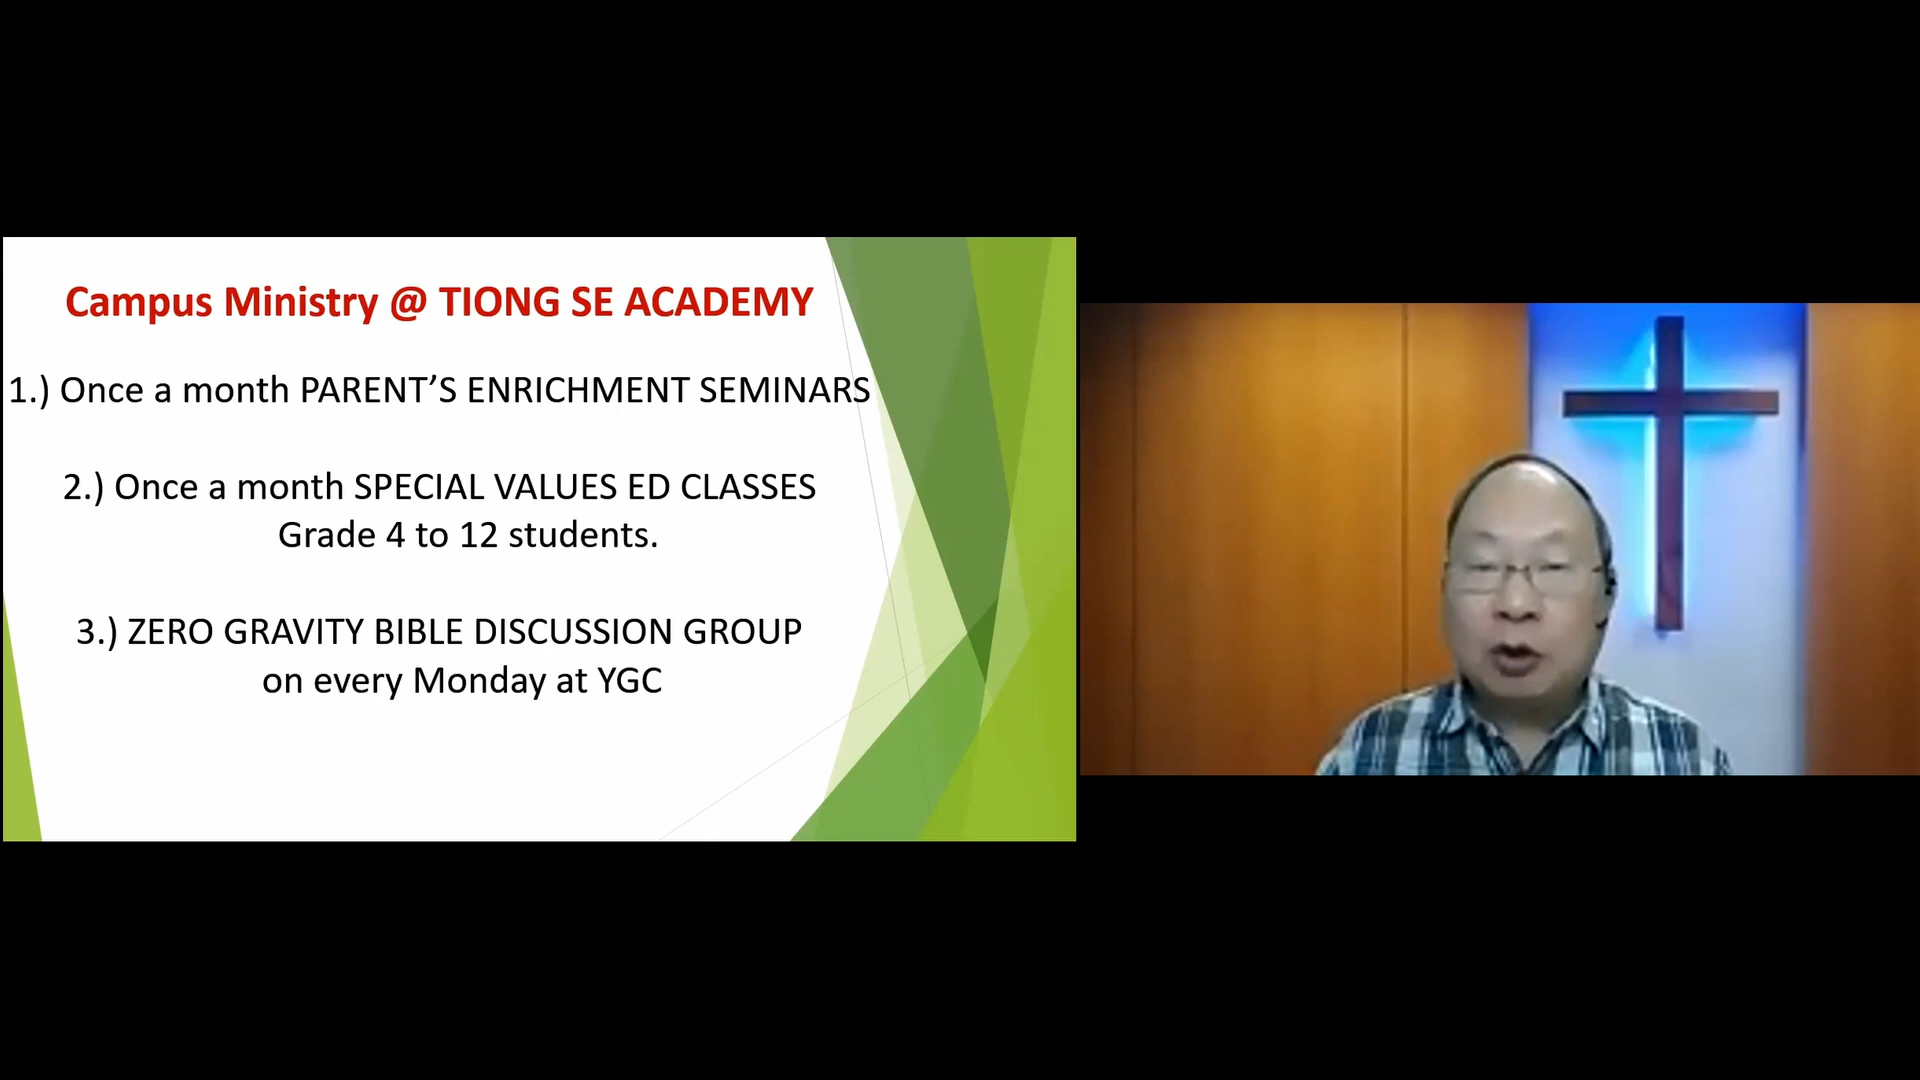 Campus Ministry @ TIONG SE ACADEMY
1.) Once a month PARENT’S ENRICHMENT SEMINARS
2.) Once a month SPECIAL VALUES ED CLASSES
Grade 4 to 12 students.
3.) ZERO GRAVITY BIBLE DISCUSSION GROUP
on every Monday at YGC